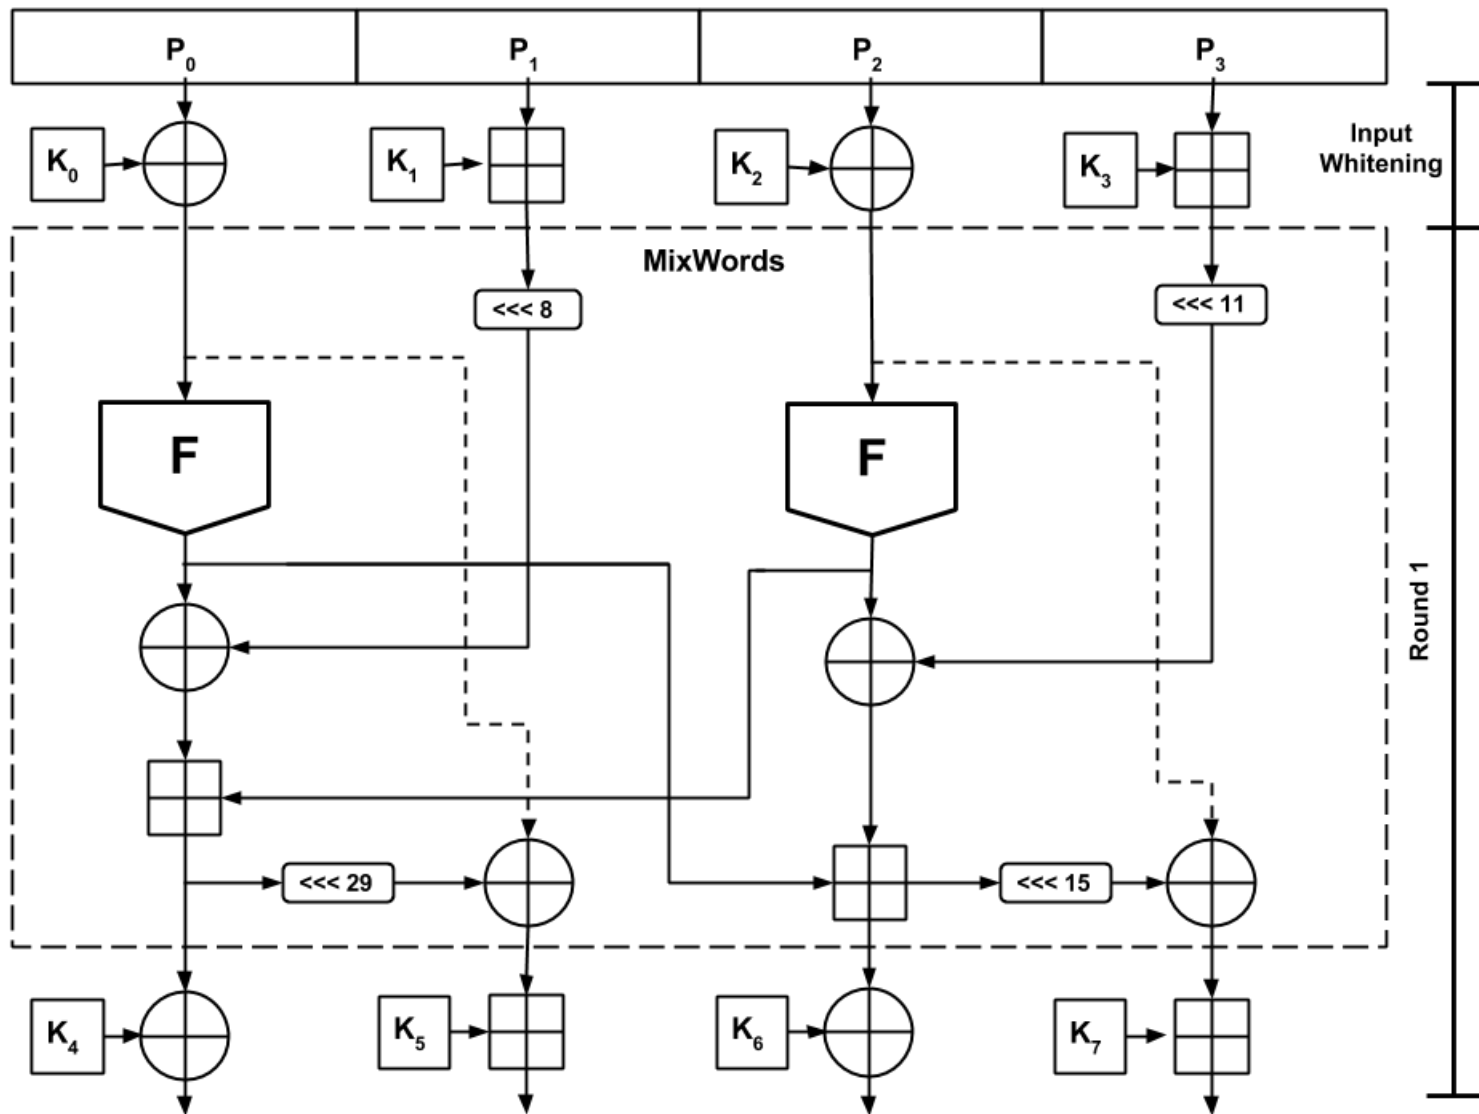 P0 P1 P2 P3
K0 K1 K2 K3
Input
Whitening
MixWords
<<< 8 <<< 11
F F
Round 1
<<< 29 <<< 15
K4 K5 K6 K7